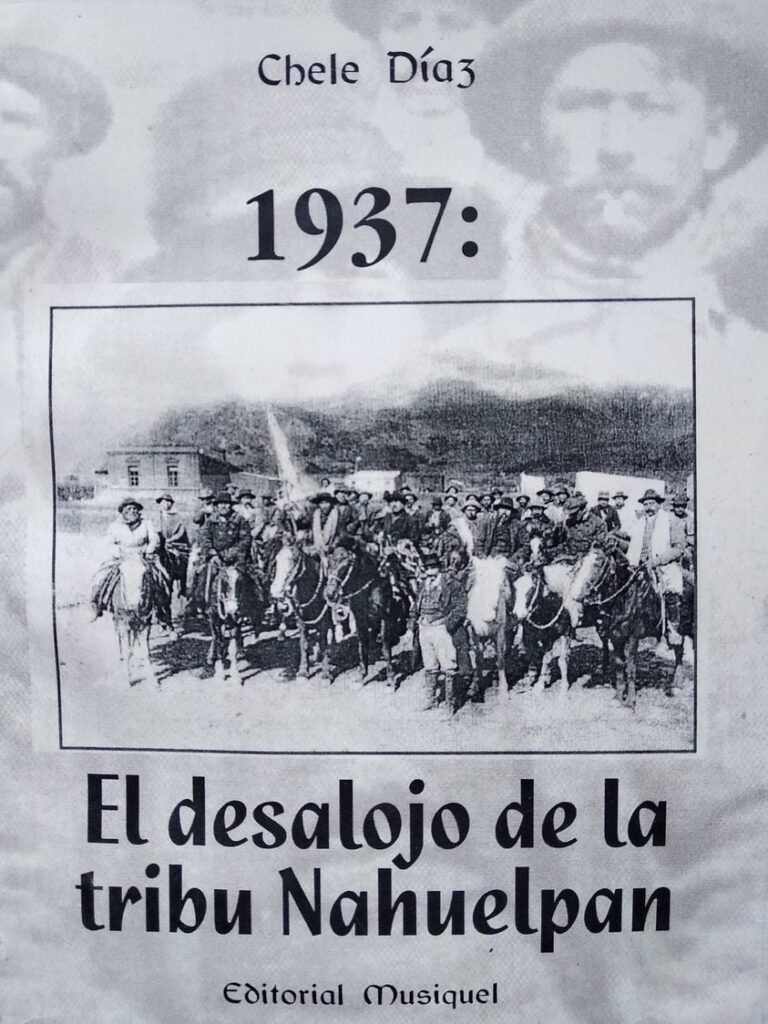 Chele Díaz
1937:
El desalojo de la
tribu Nahuelpan
Editorial Musiquel